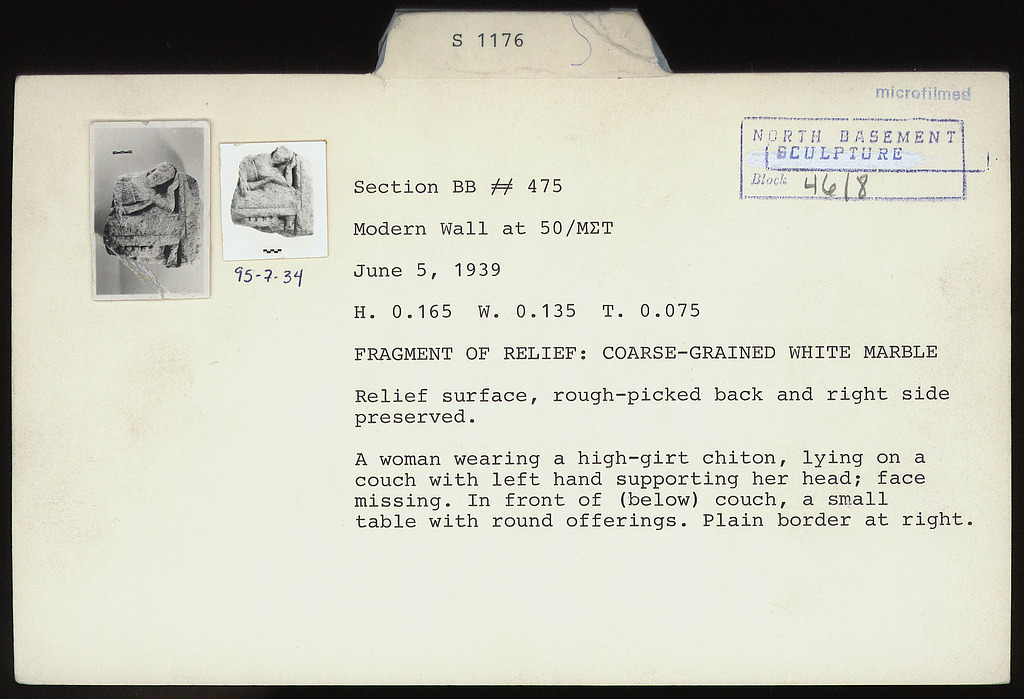 S 1176
microfilmed
NORTH BASEMENT
SCULPTURE
Block 4618
95-7-34
Section BB # 475
Modern Wall at 50/ΜΣΤ
June 5, 1939
H. 0.165 W. 0.135 T. 0.075
FRAGMENT OF RELIEF: COARSE-GRAINED WHITE MARBLE
Relief surface, rough-picked back and right side
preserved.
A woman wearing a high-girt chiton, lying on a
couch with left hand supporting her head; face
missing. In front of (below) couch, a small
table with round offerings. Plain border at right.